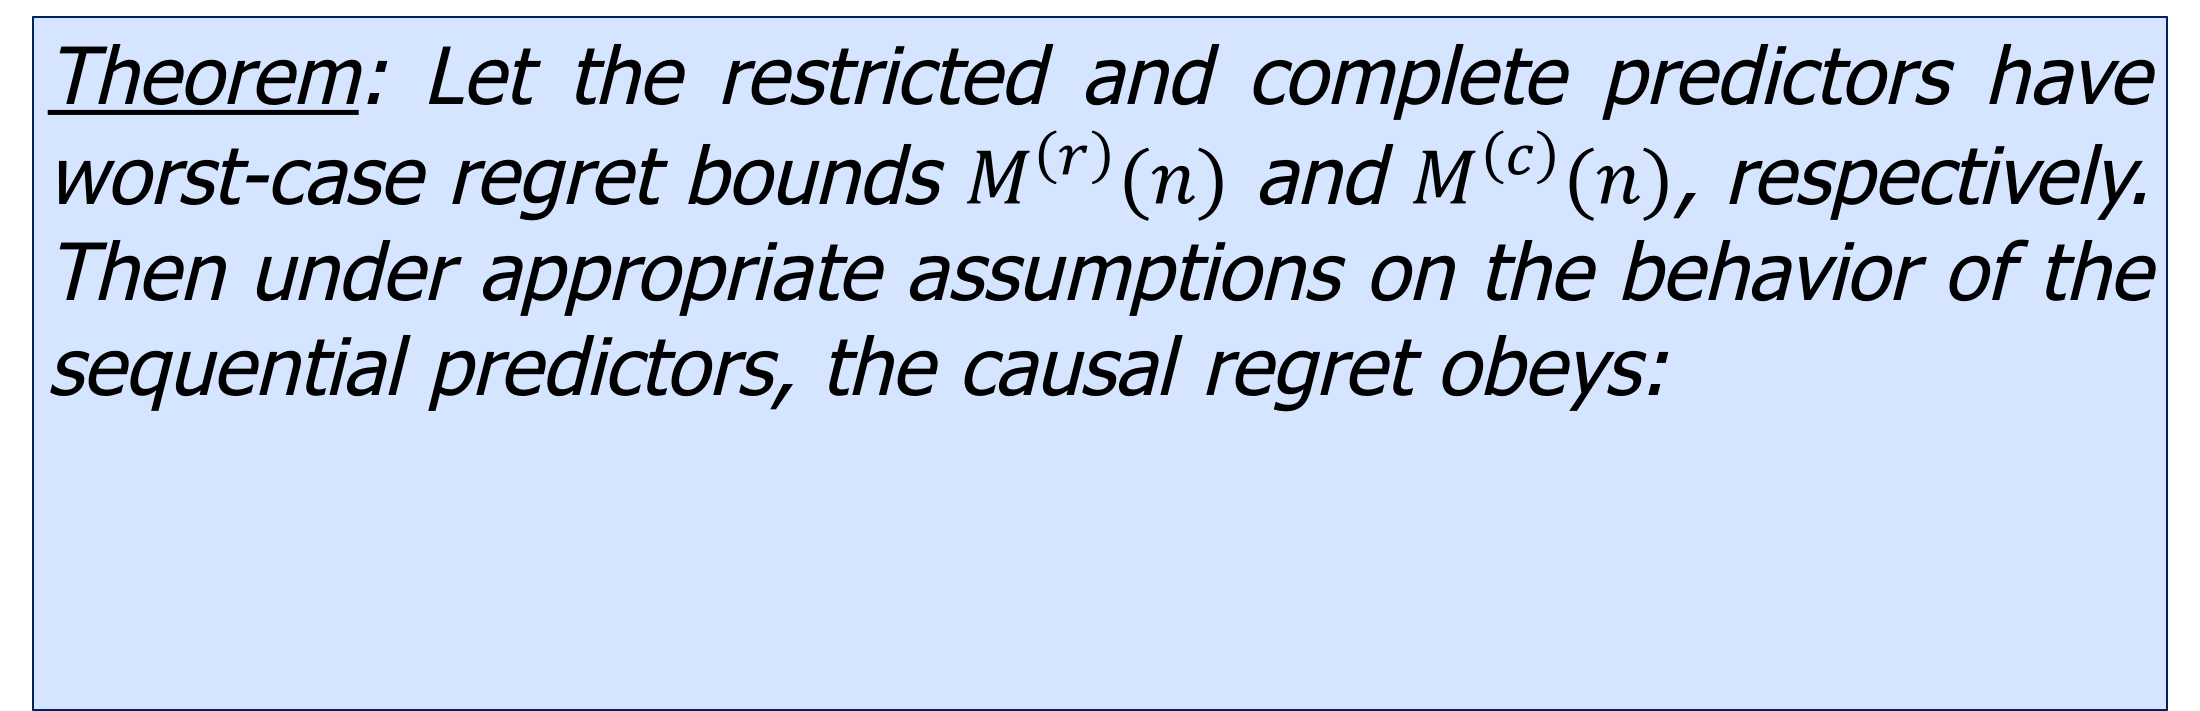 Theorem: Let the restricted and complete predictors have
worst-case regret bounds M^(r)(n) and M^(c)(n), respectively.
Then under appropriate assumptions on the behavior of the
sequential predictors, the causal regret obeys: